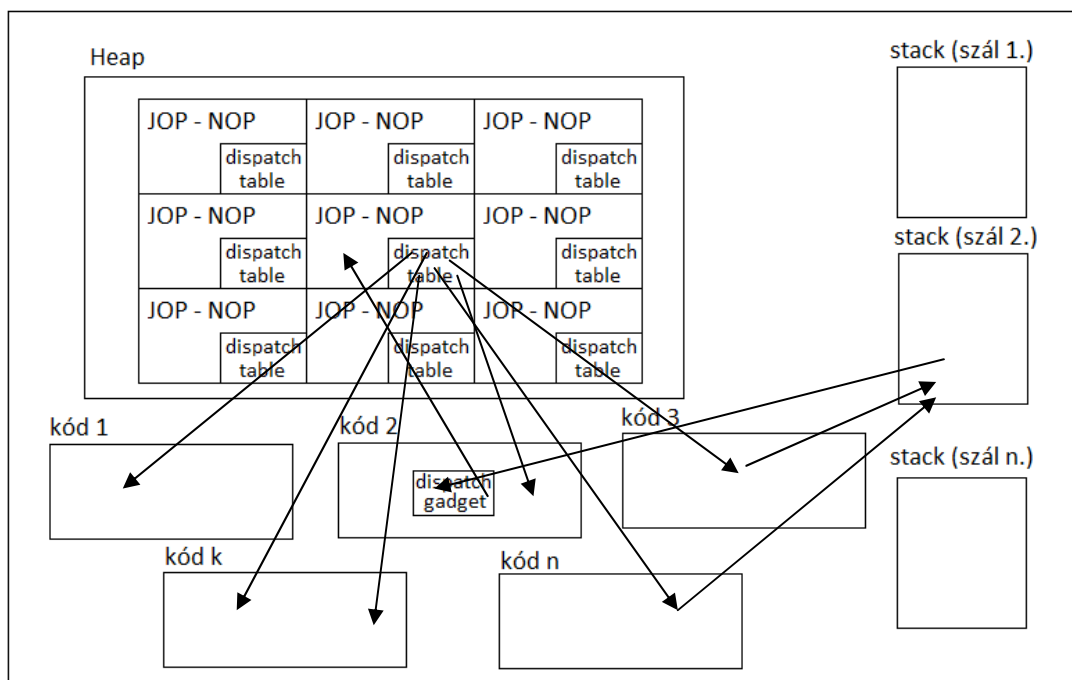 Heap
stack (szál 1.)
JOP - NOP
JOP - NOP
JOP - NOP
dispatch
table
dispatch
table
dispatch
table
JOP - NOP
JOP - NOP
JOP - NOP
stack (szál 2.)
dispatch
table
dispatch
table
dispatch
table
JOP - NOP
JOP - NOP
JOP - NOP
dispatch
table
dispatch
table
dispatch
table
kód 1
kód 2
kód 3
dispatch
gadget
stack (szál n.)
kód k
kód n